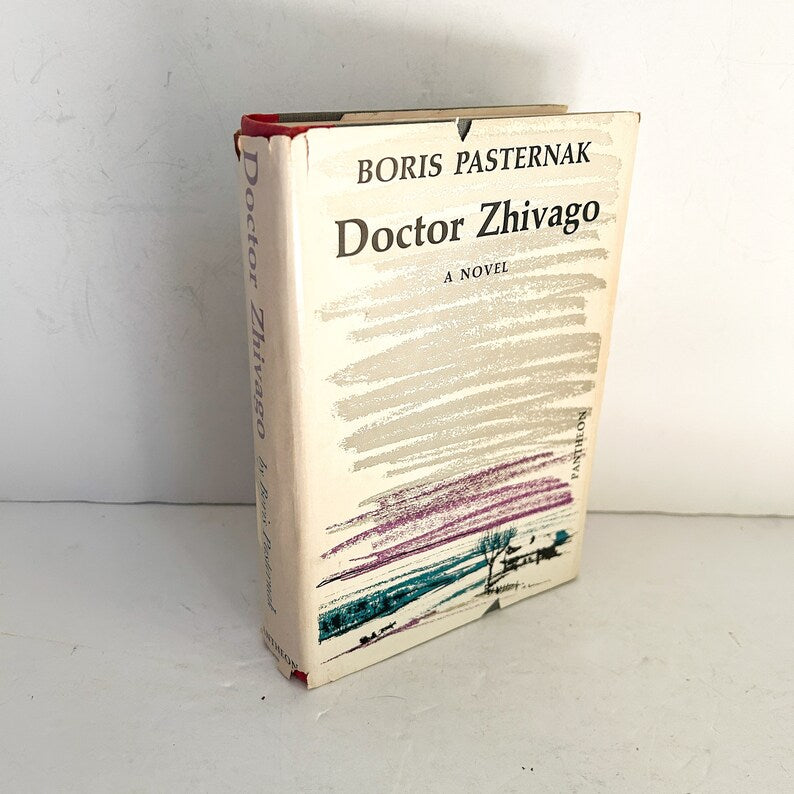 BORIS PASTERNAK
Doctor Zhivago
A NOVEL
PANTHEON
Doctor Zhivago
by Boris Pasternak
PANTHEON